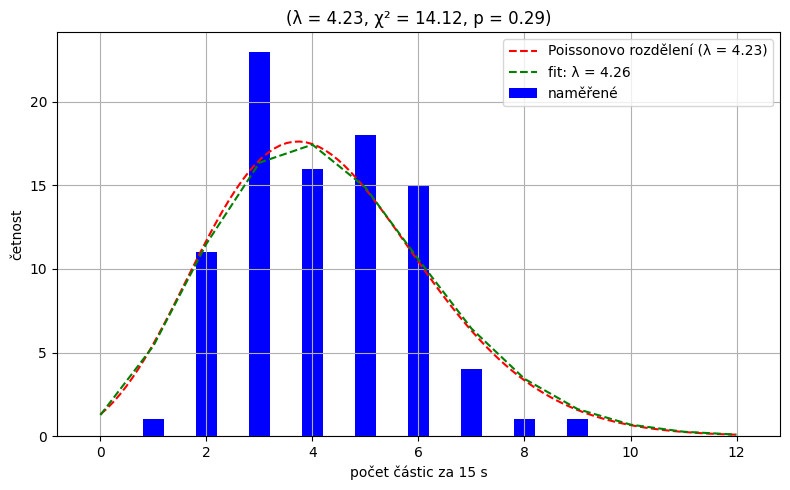 (λ = 4.23, χ² = 14.12, p = 0.29)
Poissonovo rozdělení (λ = 4.23)
fit: λ = 4.26
naměřené
četnost
20
15
10
5
0
0 2 4 6 8 10 12
počet částic za 15 s